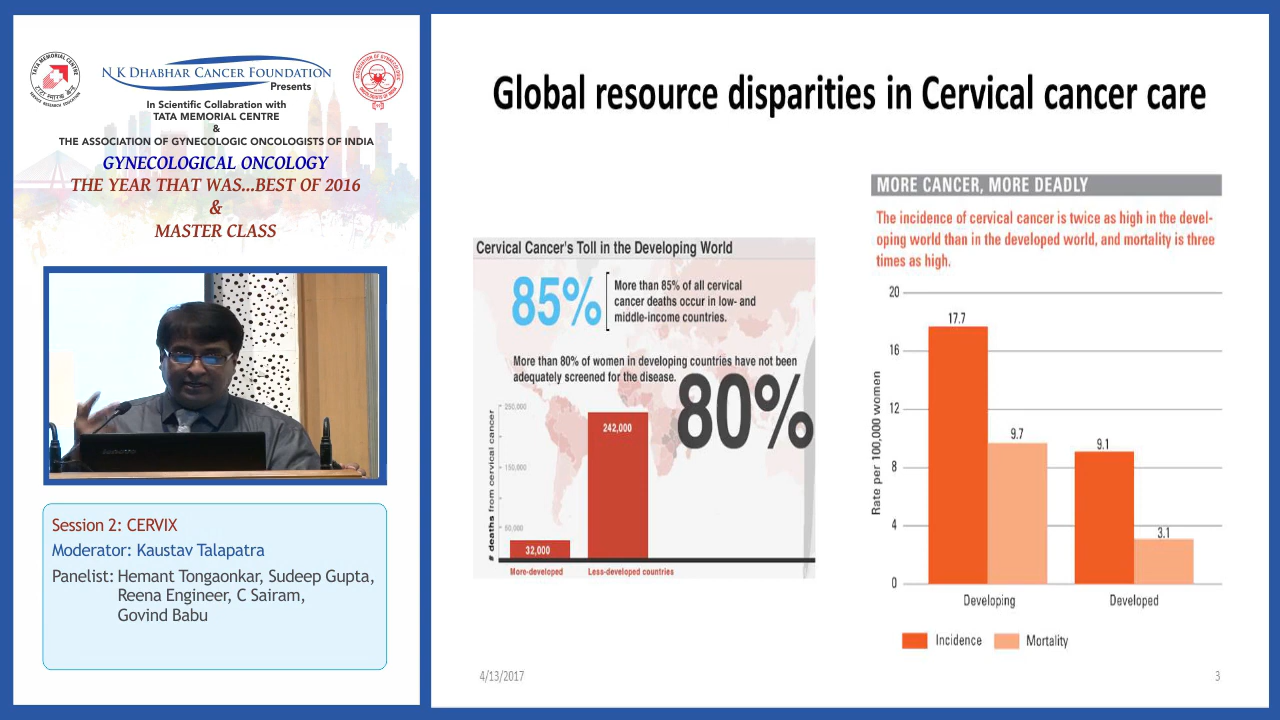 N K DHABHAR CANCER FOUNDATION
Presents
In Scientific Collabration with
TATA MEMORIAL CENTRE
&
THE ASSOCIATION OF GYNECOLOGIC ONCOLOGISTS OF INDIA
GYNECOLOGICAL ONCOLOGY
THE YEAR THAT WAS...BEST OF 2016
&
MASTER CLASS
Session 2: CERVIX
Moderator: Kaustav Talapatra
Panelist: Hemant Tongaonkar, Sudeep Gupta,
Reena Engineer, C Sairam,
Govind Babu
Global resource disparities in Cervical cancer care
Cervical Cancer's Toll in the Developing World
85%
More than 85% of all cervical
cancer deaths occur in low- and
middle-income countries.
More than 80% of women in developing countries have not been
adequately screened for the disease.
80%
# deaths from cervical cancer
250,000
150,000
50,000
242,000
32,000
More-developed
Less-developed countries
MORE CANCER, MORE DEADLY
The incidence of cervical cancer is twice as high in the devel-
oping world than in the developed world, and mortality is three
times as high.
Rate per 100,000 women
20
16
12
8
4
0
17.7
9.7
9.1
3.1
Developing
Developed
Incidence
Mortality
4/13/2017
3